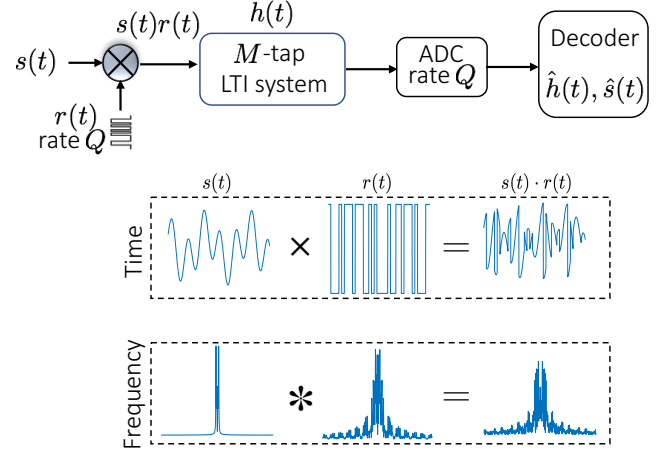 h(t)
s(t)r(t)
s(t)
M-tap
LTI system
ADC
rate Q
Decoder
ĥ(t), ŝ(t)
r(t)
rate Q
s(t)
r(t)
s(t) · r(t)
Time
×
=
Frequency
*
=